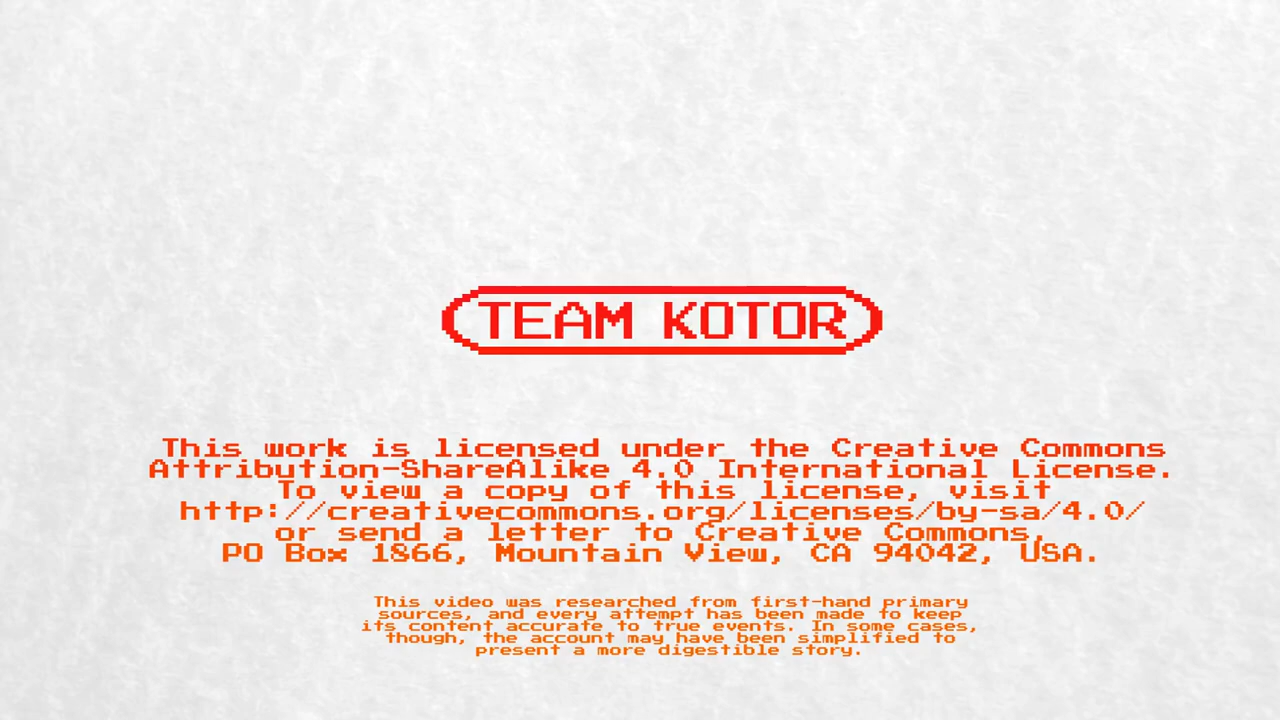 TEAM KOTOR
This work is licensed under the Creative Commons
Attribution-ShareAlike 4.0 International License.
To view a copy of this license, visit
http://creativecommons.org/licenses/by-sa/4.0/
or send a letter to Creative Commons,
PO Box 1866, Mountain View, CA 94042, USA.
This video was researched from first-hand primary
sources, and every attempt has been made to keep
its content accurate to true events. In some cases,
though, the account may have been simplified to
present a more digestible story.